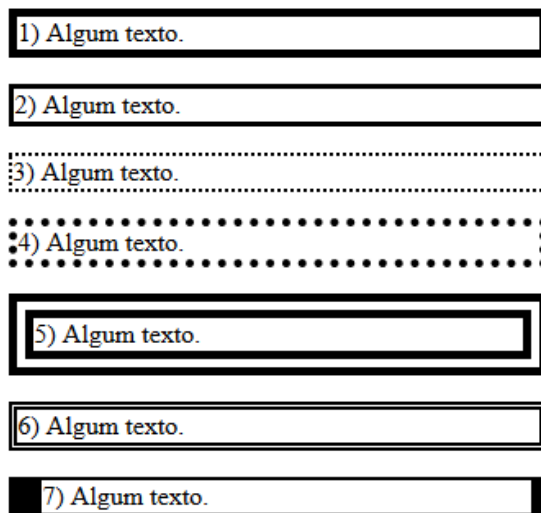 1) Algum texto.
2) Algum texto.
3) Algum texto.
4) Algum texto.
5) Algum texto.
6) Algum texto.
7) Algum texto.